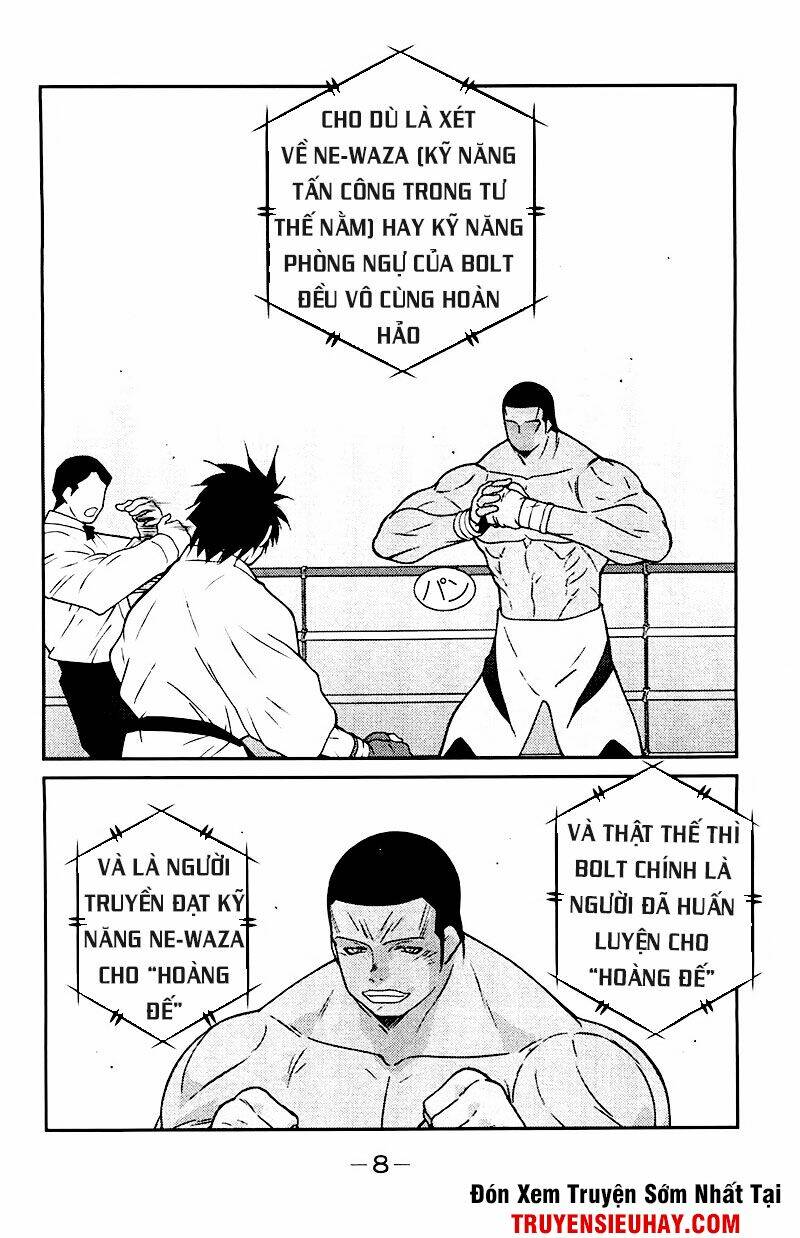 CHO DÙ LÀ XÉT
VỀ NE-WAZA (KỸ NĂNG
TẤN CÔNG TRONG TƯ
THẾ NẰM) HAY KỸ NĂNG
PHÒNG NGỰ CỦA BOLT
ĐỀU VÔ CÙNG HOÀN
HẢO
パン
VÀ THẬT THẾ THÌ
BOLT CHÍNH LÀ
NGƯỜI ĐÃ HUẤN
LUYỆN CHO
“HOÀNG ĐẾ”
VÀ LÀ NGƯỜI
TRUYỀN ĐẠT KỸ
NĂNG NE-WAZA
CHO “HOÀNG
ĐẾ”
—8—
Đón Xem Truyện Sớm Nhất Tại
TRUYENSIEUHAY.COM